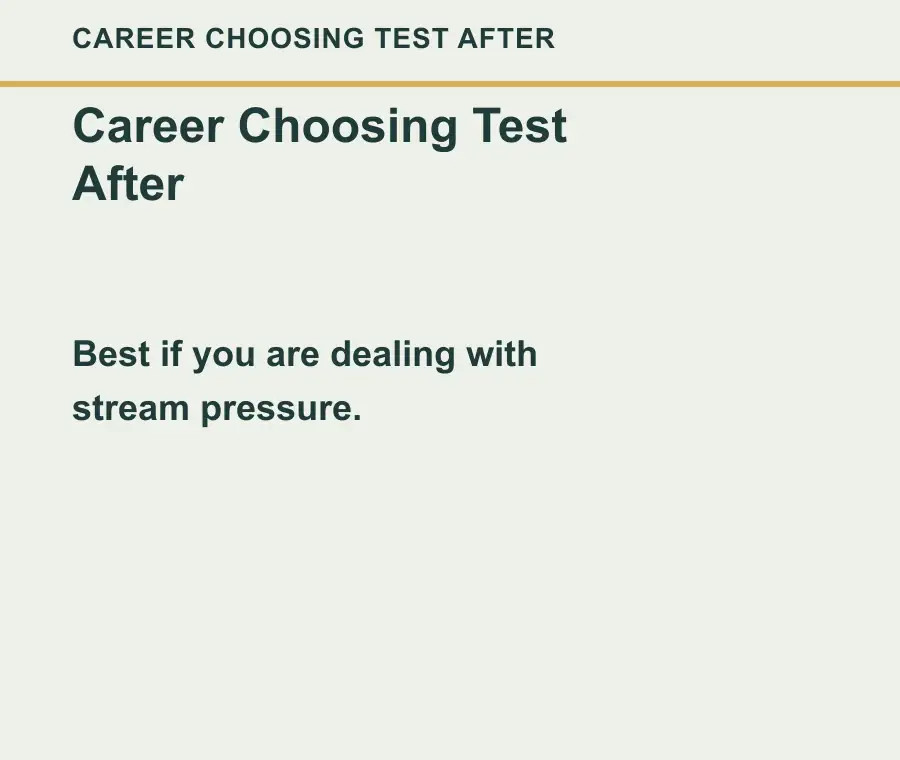 CAREER CHOOSING TEST AFTER
Career Choosing Test
After
Best if you are dealing with
stream pressure.